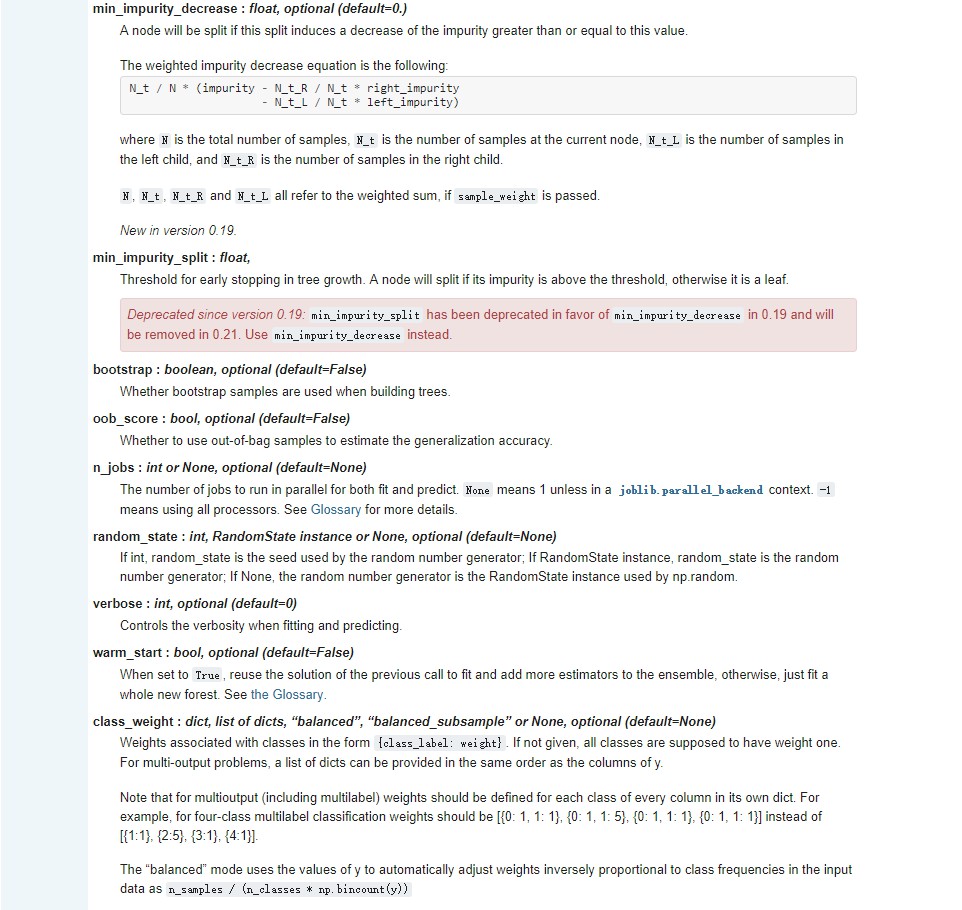 min_impurity_decrease : float, optional (default=0.)
A node will be split if this split induces a decrease of the impurity greater than or equal to this value.
The weighted impurity decrease equation is the following:
N_t / N * (impurity - N_t_R / N_t * right_impurity
- N_t_L / N_t * left_impurity)
where N is the total number of samples, N_t is the number of samples at the current node, N_t_L is the number of samples in
the left child, and N_t_R is the number of samples in the right child.
N, N_t, N_t_R and N_t_L all refer to the weighted sum, if sample_weight is passed.
New in version 0.19.
min_impurity_split : float,
Threshold for early stopping in tree growth. A node will split if its impurity is above the threshold, otherwise it is a leaf.
Deprecated since version 0.19: min_impurity_split has been deprecated in favor of min_impurity_decrease in 0.19 and will
be removed in 0.21. Use min_impurity_decrease instead.
bootstrap : boolean, optional (default=False)
Whether bootstrap samples are used when building trees.
oob_score : bool, optional (default=False)
Whether to use out-of-bag samples to estimate the generalization accuracy.
n_jobs : int or None, optional (default=None)
The number of jobs to run in parallel for both fit and predict. None means 1 unless in a joblib.parallel_backend context. -1
means using all processors. See Glossary for more details.
random_state : int, RandomState instance or None, optional (default=None)
If int, random_state is the seed used by the random number generator; If RandomState instance, random_state is the random
number generator; If None, the random number generator is the RandomState instance used by np.random.
verbose : int, optional (default=0)
Controls the verbosity when fitting and predicting.
warm_start : bool, optional (default=False)
When set to True, reuse the solution of the previous call to fit and add more estimators to the ensemble, otherwise, just fit a
whole new forest. See the Glossary.
class_weight : dict, list of dicts, “balanced”, “balanced_subsample” or None, optional (default=None)
Weights associated with classes in the form {class_label: weight}. If not given, all classes are supposed to have weight one.
For multi-output problems, a list of dicts can be provided in the same order as the columns of y.
Note that for multioutput (including multilabel) weights should be defined for each class of every column in its own dict. For
example, for four-class multilabel classification weights should be [{0: 1, 1: 1}, {0: 1, 1: 5}, {0: 1, 1: 1}, {0: 1, 1: 1}] instead of
[{1:1}, {2:5}, {3:1}, {4:1}].
The “balanced” mode uses the values of y to automatically adjust weights inversely proportional to class frequencies in the input
data as n_samples / (n_classes * np.bincount(y))